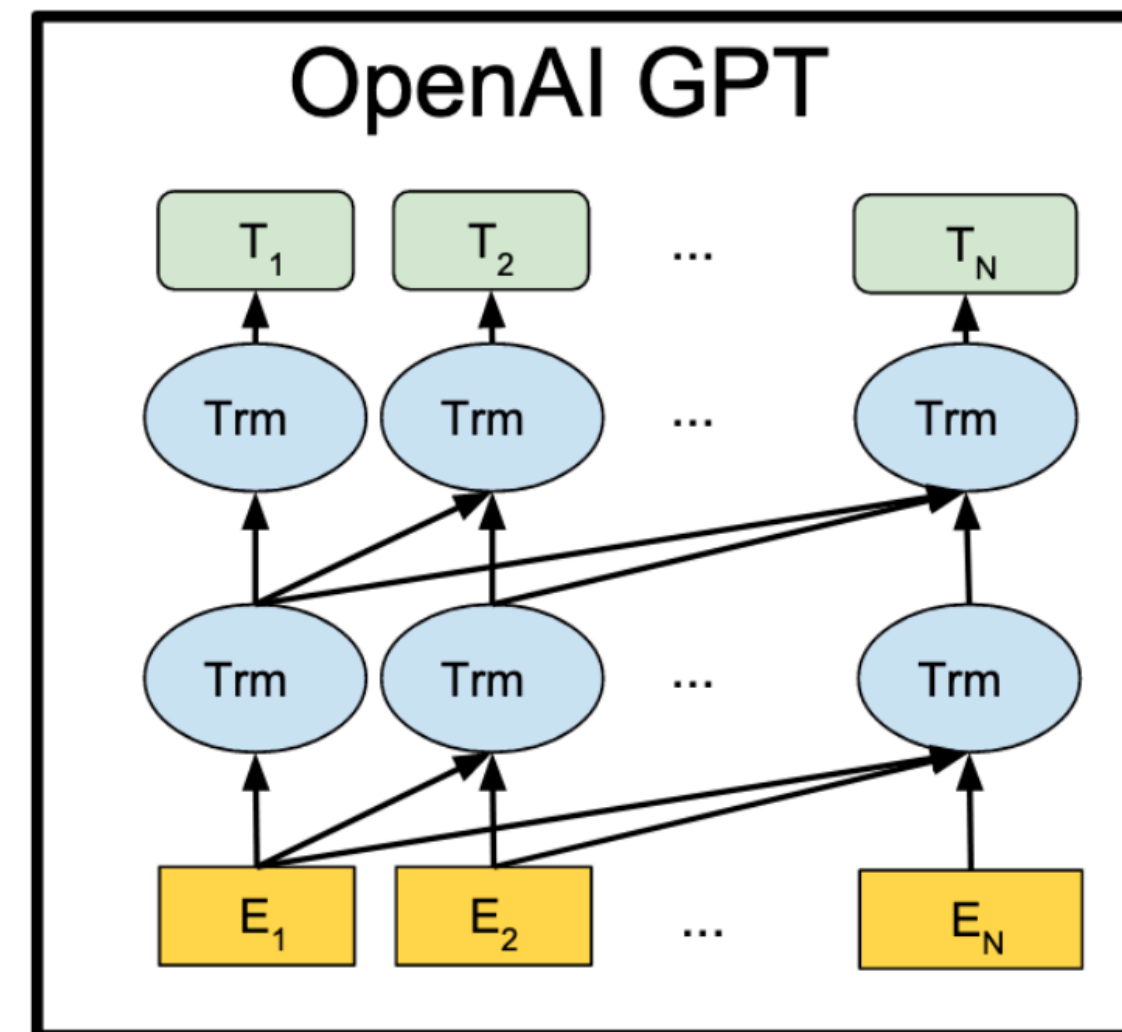 OpenAI GPT
T1 T2 ... TN
Trm Trm ... Trm
Trm Trm ... Trm
E1 E2 ... EN